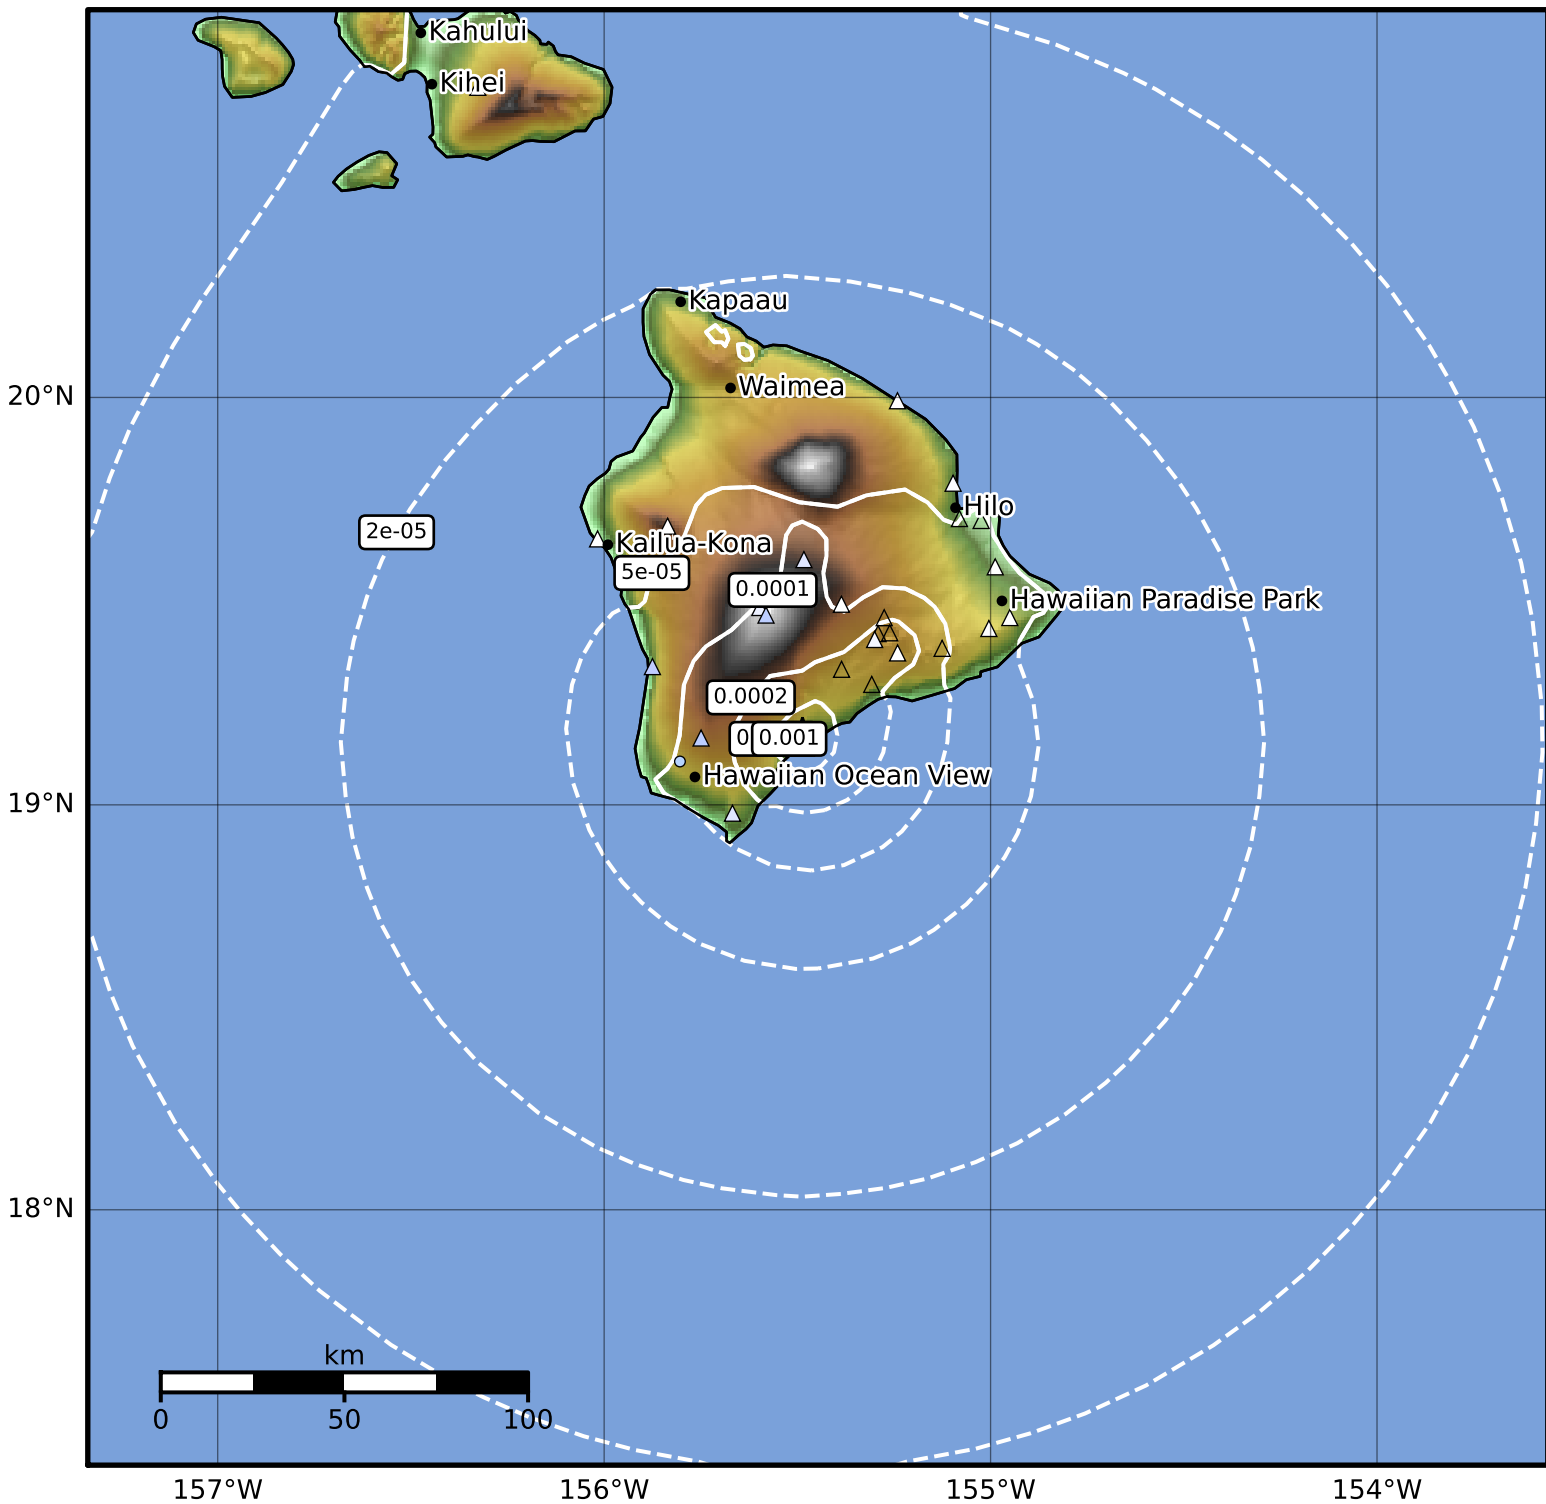 Kahului
Kihei
Kapaau
20°N
Waimea
Hilo
2e-05
Kailua-Kona
5e-05
0.0001
Hawaiian Paradise Park
0.0002
0.001
Hawaiian Ocean View
19°N
18°N
km
0 50 100
157°W 156°W 155°W 154°W